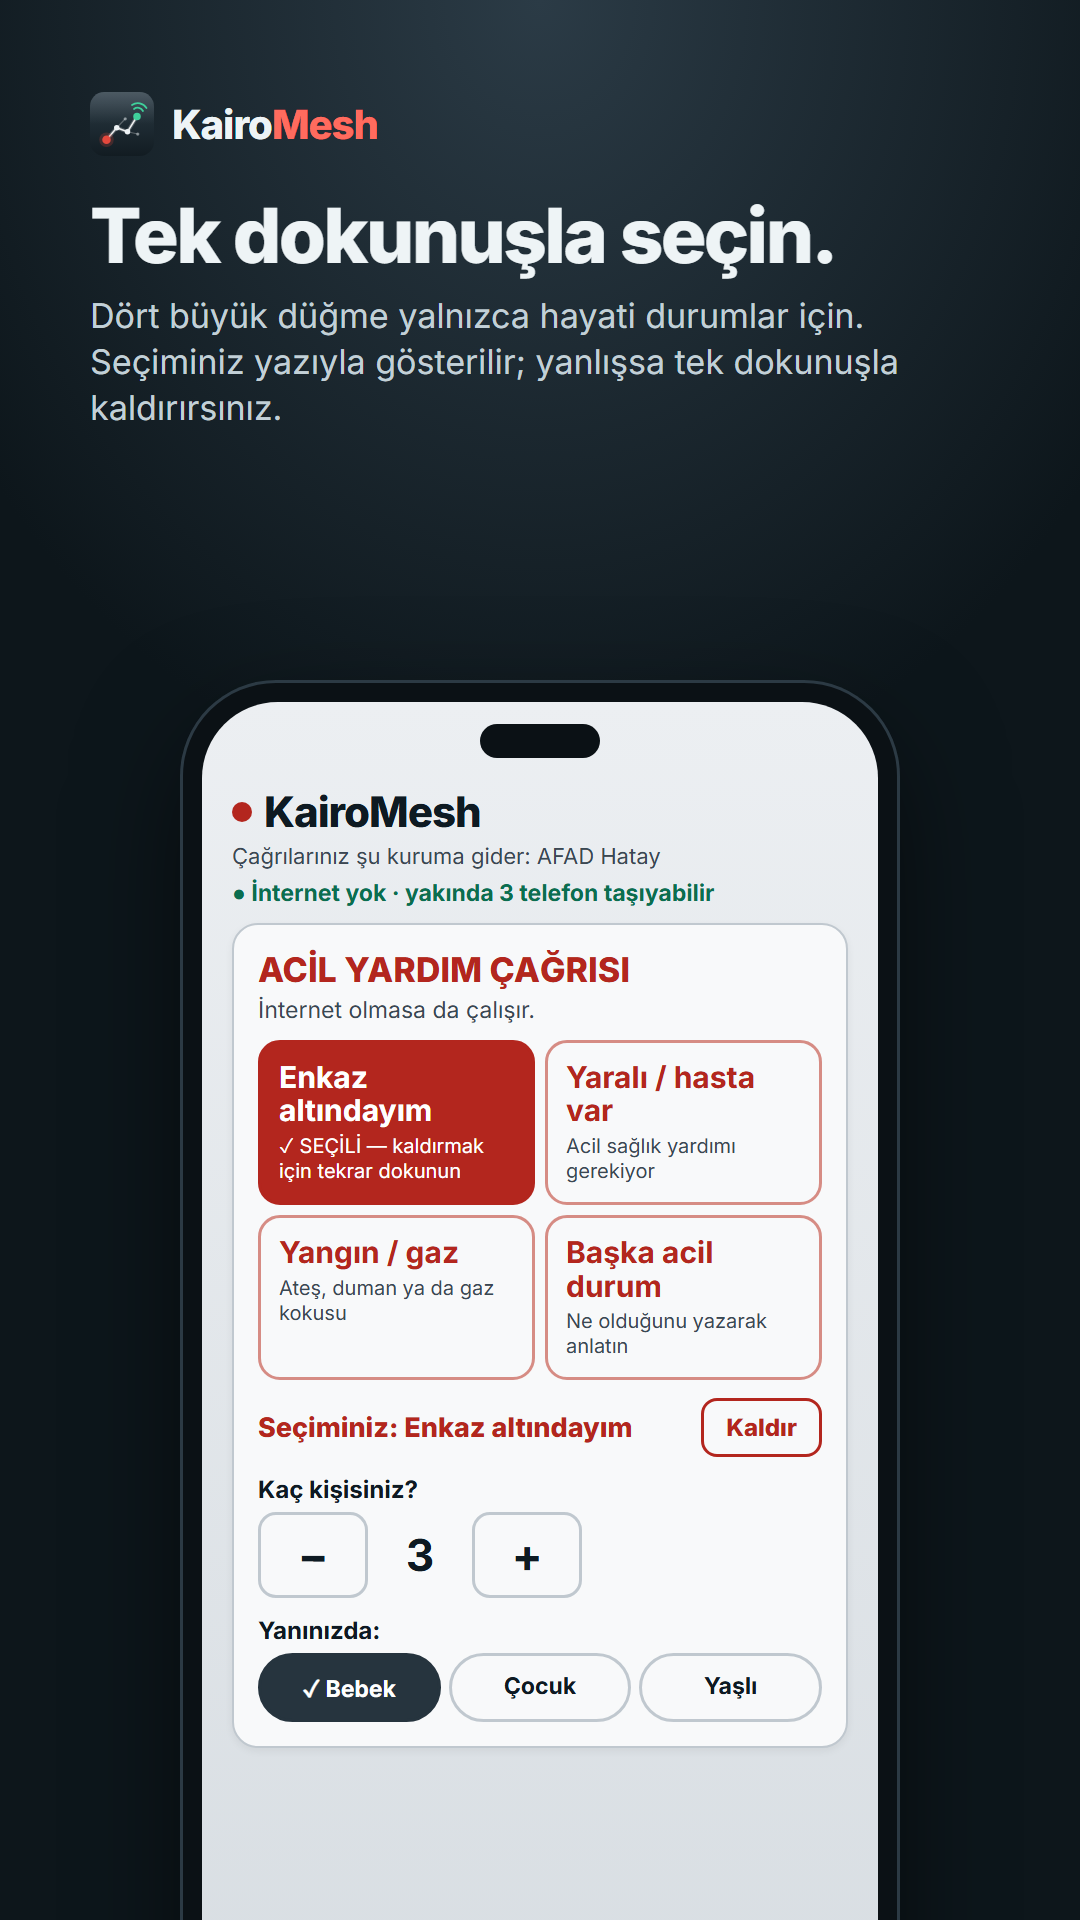 KairoMesh
Tek dokunuşla seçin.
Dört büyük düğme yalnızca hayati durumlar için.
Seçiminiz yazıyla gösterilir; yanlışsa tek dokunuşla
kaldırırsınız.
KairoMesh
Çağrılarınız şu kuruma gider: AFAD Hatay
● İnternet yok · yakında 3 telefon taşıyabilir
ACİL YARDIM ÇAĞRISI
İnternet olmasa da çalışır.
Enkaz
altındayım
✓ SEÇİLİ — kaldırmak
için tekrar dokunun
Yaralı / hasta
var
Acil sağlık yardımı
gerekiyor
Yangın / gaz
Ateş, duman ya da gaz
kokusu
Başka acil
durum
Ne olduğunu yazarak
anlatın
Seçiminiz: Enkaz altındayım
Kaldır
Kaç kişisiniz?
− 3 +
Yanınızda:
✓ Bebek
Çocuk
Yaşlı